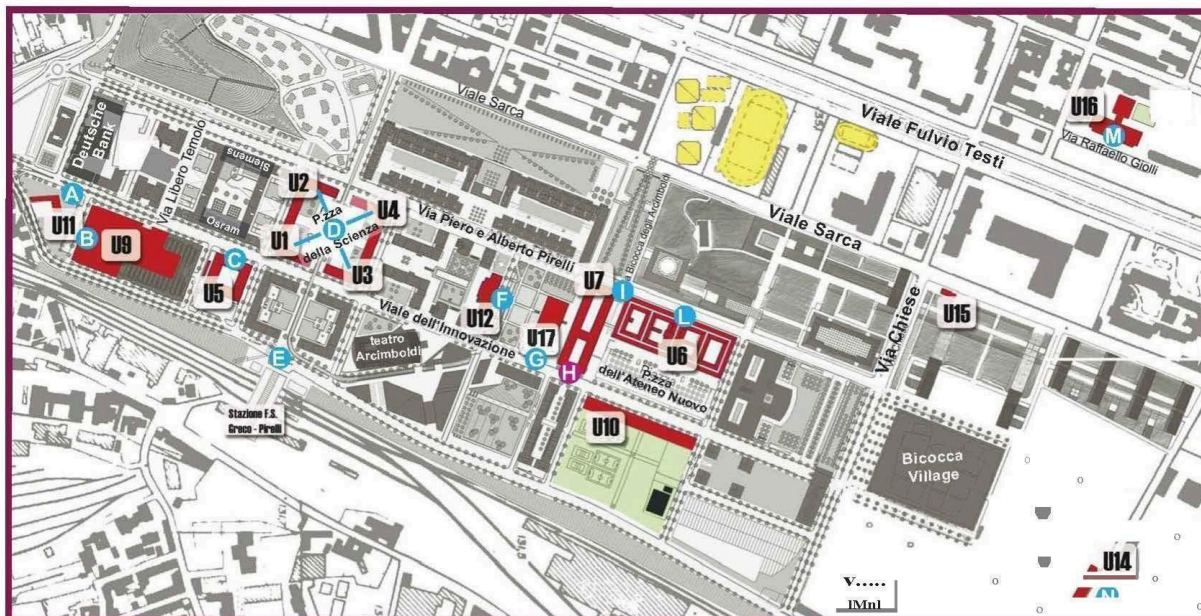 Viale Sarca
U16
M
Via Raffaello Giolli
Viale Fulvio Testi
Deutsche
Bank
Via Libero Temolo
Siemens
Osram
A
U11
B
U9
C
U5
U2
U4
P.zza
D
U1
della Scienza
U3
Via Piero e Alberto Pirelli
Viale Sarca
Bicocca degli Arcimboldi
U7
I
U15
Via Chiese
F
U12
Viale dell'Innovazione
U17
G
H
L
U6
P.zza
dell'Ateneo Nuovo
teatro
Arcimboldi
E
Stazione F.S.
Greco - Pirelli
U10
Bicocca
Village
U14
N
V.....
lMnl